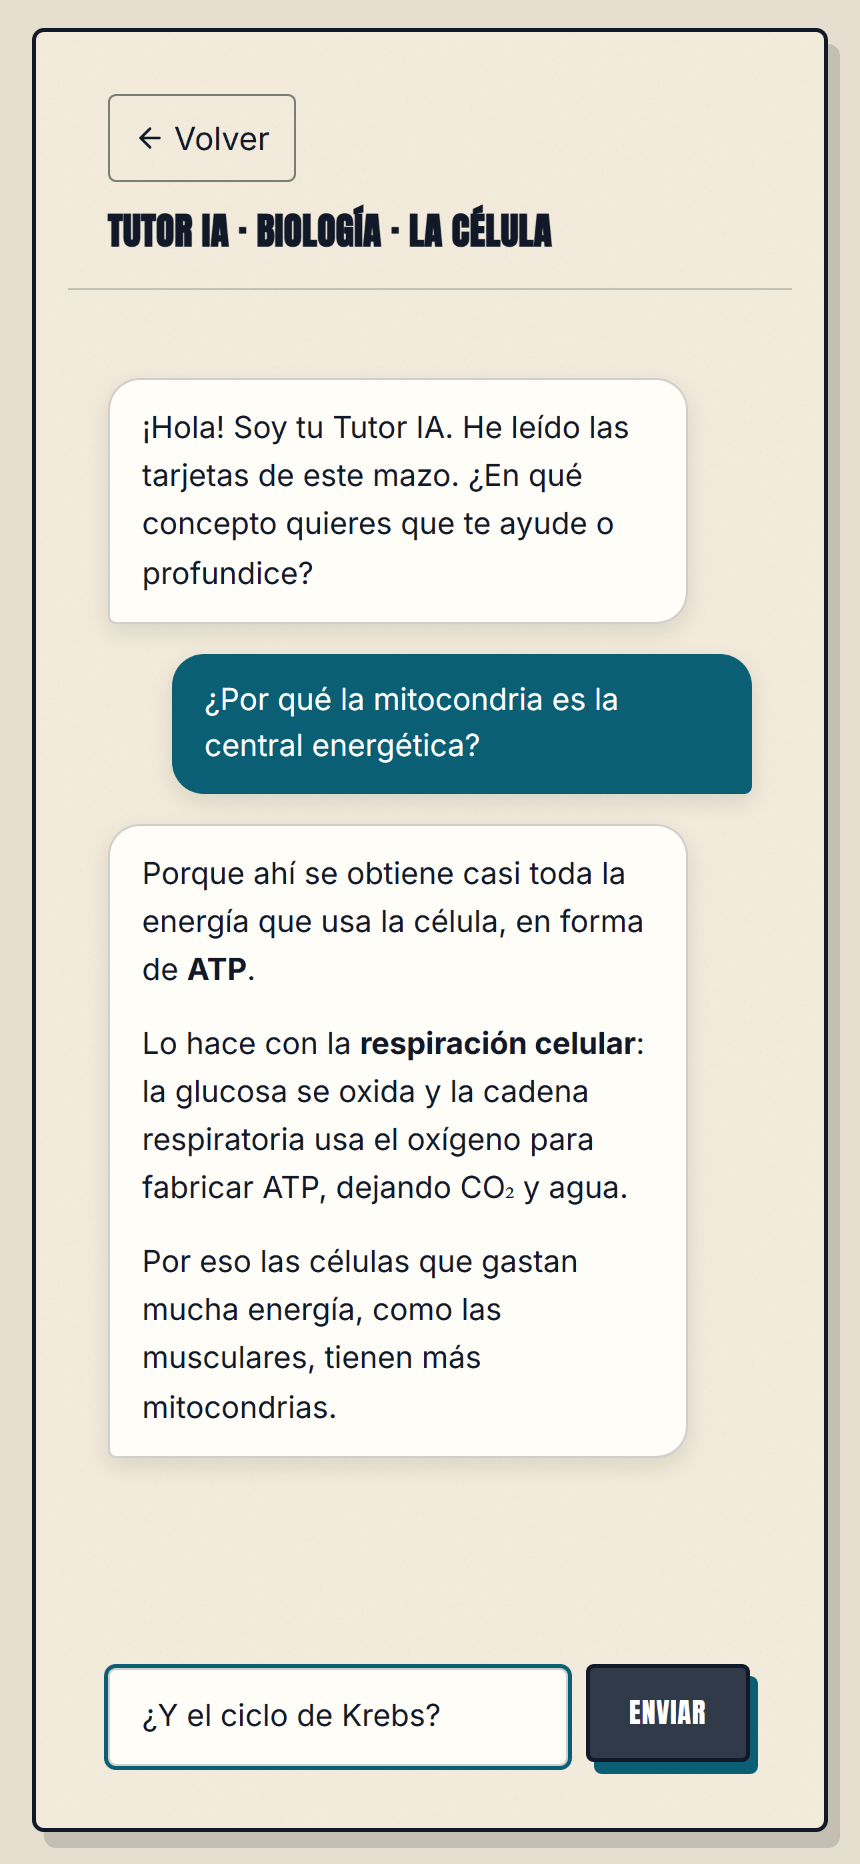 ← Volver
TUTOR IA · BIOLOGÍA · LA CÉLULA
¡Hola! Soy tu Tutor IA. He leído las
tarjetas de este mazo. ¿En qué
concepto quieres que te ayude o
profundice?
¿Por qué la mitocondria es la
central energética?
Porque ahí se obtiene casi toda la
energía que usa la célula, en forma
de ATP.
Lo hace con la respiración celular:
la glucosa se oxida y la cadena
respiratoria usa el oxígeno para
fabricar ATP, dejando CO₂ y agua.
Por eso las células que gastan
mucha energía, como las
musculares, tienen más
mitocondrias.
¿Y el ciclo de Krebs?
ENVIAR